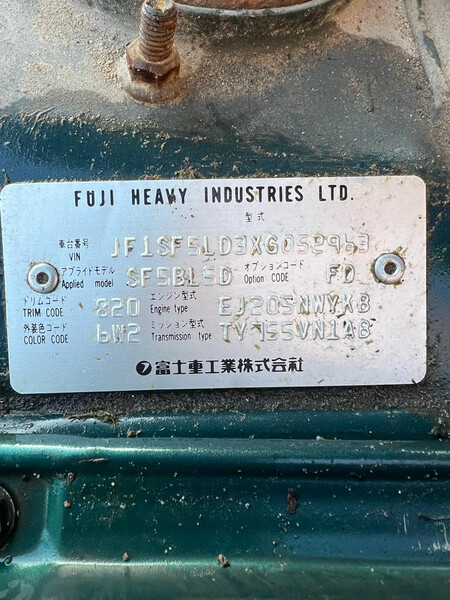 FUJI HEAVY INDUSTRIES LTD.
型式
車台番号 VIN JF1SF5LD3XG059963
アプライドモデル Applied model SF5BL5D オプションコード Option CODE FD
トリムコード TRIM CODE 820 エンジン型式 Engine type EJ205NWYKB
外装色コード COLOR CODE 6W2 ミッション型式 Transmission type TY755VN1AB
富士重工業株式会社